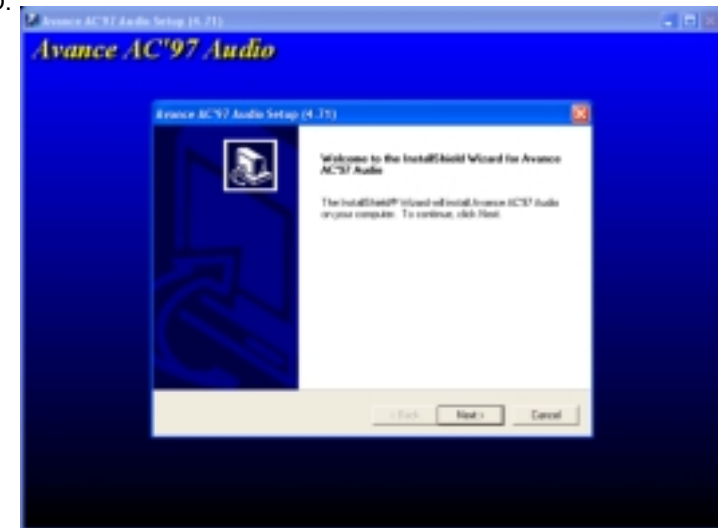 Avance AC'97 Audio Setup (4.71)
Avance AC'97 Audio
Avance AC'97 Audio Setup (4.71)
Welcome to the InstallShield Wizard for Avance
AC'97 Audio
The InstallShield® Wizard will install Avance AC'97 Audio
on your computer. To continue, click Next.
< Back
Next >
Cancel